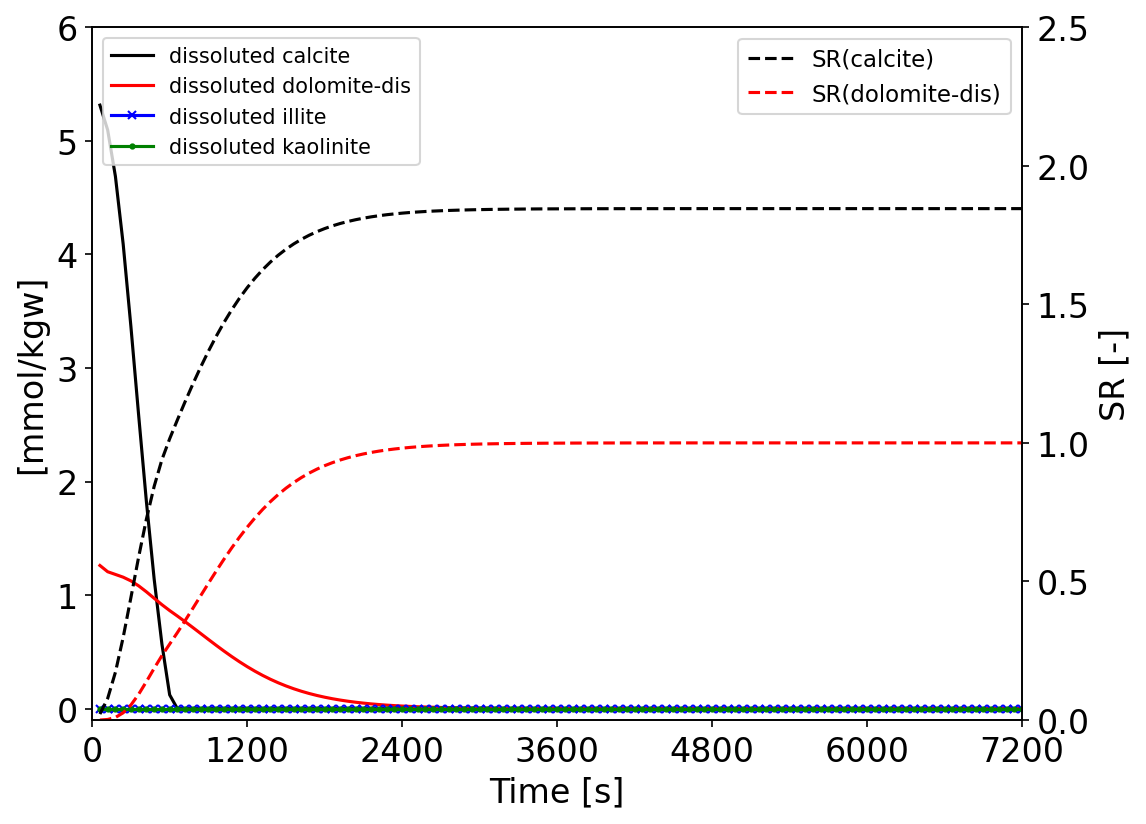 dissoluted calcite
dissoluted dolomite-dis
dissoluted illite
dissoluted kaolinite
SR(calcite)
SR(dolomite-dis)
6
5
4
3
2
1
0
[mmol/kgw]
2.5
2.0
1.5
1.0
0.5
0.0
SR [-]
0 1200 2400 3600 4800 6000 7200
Time [s]